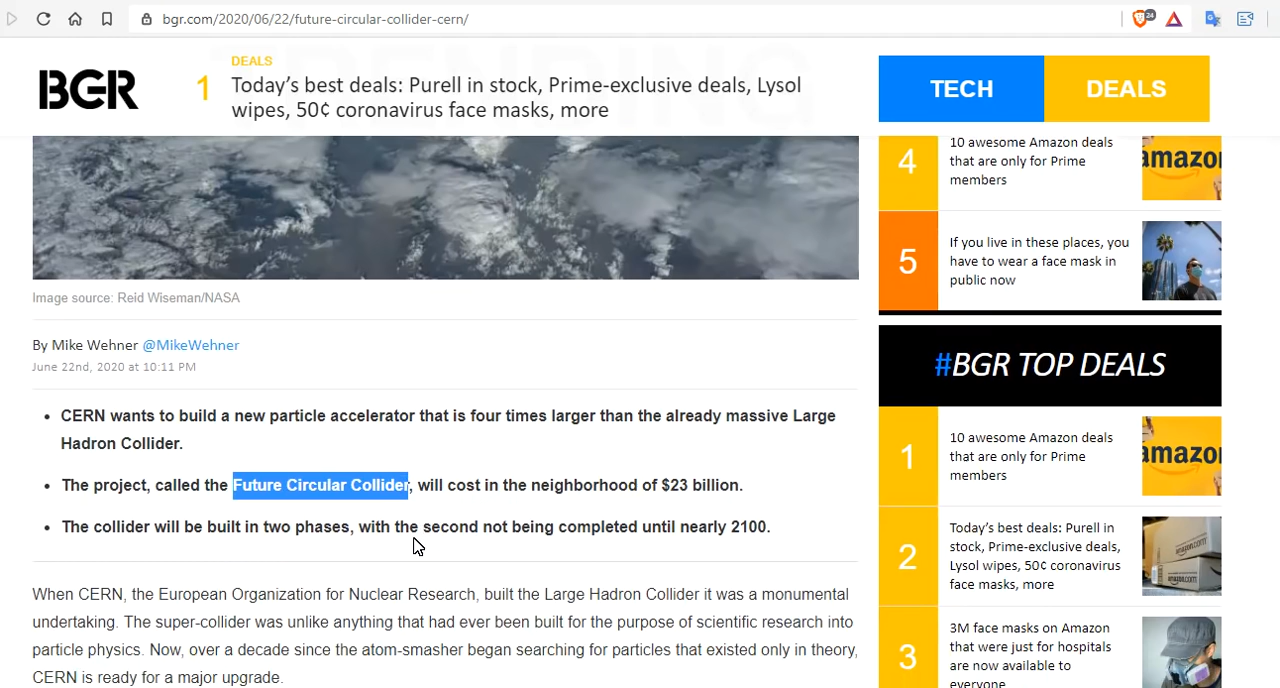 bgr.com/2020/06/22/future-circular-collider-cern/
24
TRENDING
BGR
1
DEALS
Today's best deals: Purell in stock, Prime-exclusive deals, Lysol
wipes, 50¢ coronavirus face masks, more
TECH
DEALS
Image source: Reid Wiseman/NASA
By Mike Wehner @MikeWehner
June 22nd, 2020 at 10:11 PM
• CERN wants to build a new particle accelerator that is four times larger than the already massive Large
Hadron Collider.
• The project, called the Future Circular Collider, will cost in the neighborhood of $23 billion.
• The collider will be built in two phases, with the second not being completed until nearly 2100.
When CERN, the European Organization for Nuclear Research, built the Large Hadron Collider it was a monumental
undertaking. The super-collider was unlike anything that had ever been built for the purpose of scientific research into
particle physics. Now, over a decade since the atom-smasher began searching for particles that existed only in theory,
CERN is ready for a major upgrade.
4
10 awesome Amazon deals
that are only for Prime
members
amazon
5
If you live in these places, you
have to wear a face mask in
public now
#BGR TOP DEALS
1
10 awesome Amazon deals
that are only for Prime
members
amazon
2
Today's best deals: Purell in
stock, Prime-exclusive deals,
Lysol wipes, 50¢ coronavirus
face masks, more
amazon.com
amazon.com
3
3M face masks on Amazon
that were just for hospitals
are now available to
everyone